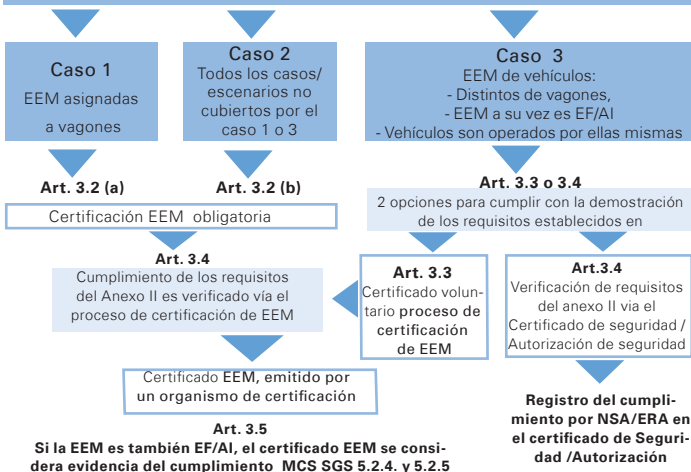 Caso 1
EEM asignadas
a vagones
Caso 2
Todos los casos/
escenarios no
cubiertos por el
caso 1 o 3
Caso 3
EEM de vehículos:
- Distintos de vagones,
- EEM a su vez es EF/AI
- Vehículos son operados por ellas mismas
Art. 3.2 (a)
Art. 3.2 (b)
Certificación EEM obligatoria
Art. 3.3 o 3.4
2 opciones para cumplir con la demostración
de los requisitos establecidos en
Art. 3.4
Cumplimiento de los requisitos
del Anexo II es verificado vía el
proceso de certificación de EEM
Art. 3.3
Certificado volun-
tario proceso de
certificación
de EEM
Art.3.4
Verificación de requisitos
del anexo II via el
Certificado de seguridad /
Autorización de seguridad
Certificado EEM, emitido por
un organismo de certificación
Art. 3.5
Si la EEM es también EF/AI, el certificado EEM se consi-
dera evidencia del cumplimiento MCS SGS 5.2.4. y 5.2.5
Registro del cumpli-
miento por NSA/ERA en
el certificado de Seguri-
dad /Autorización